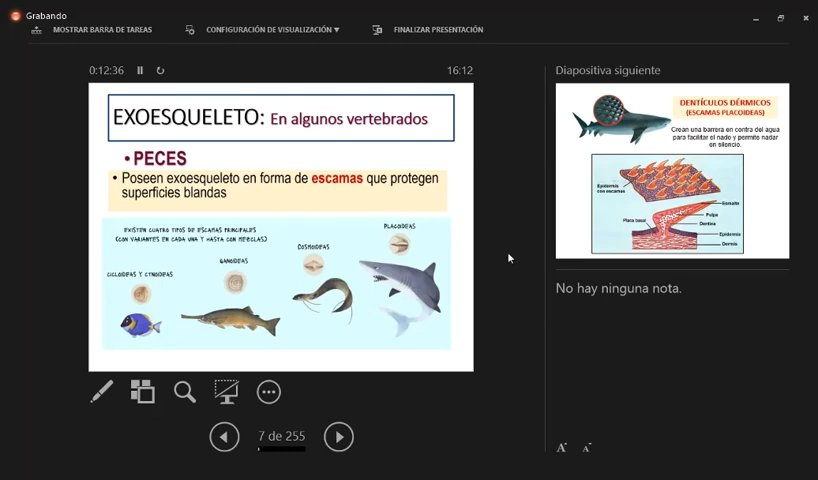 Grabando
MOSTRAR BARRA DE TAREAS
CONFIGURACIÓN DE VISUALIZACIÓN ▼
FINALIZAR PRESENTACIÓN
0:12:36
16:12
EXOESQUELETO: En algunos vertebrados
• PECES
• Poseen exoesqueleto en forma de escamas que protegen
superficies blandas
EXISTEN CUATRO TIPOS DE ESCAMAS PRINCIPALES
(CON VARIANTES EN CADA UNA Y HASTA CON MEZCLAS)
CICLOIDEAS Y CTNOIDEAS
GANOIDEAS
COSMOIDEAS
PLACOIDEAS
7 de 255
Diapositiva siguiente
DENTÍCULOS DÉRMICOS
(ESCAMAS PLACOIDEAS)
Crean una barrera en contra del agua
para facilitar el nado y permite nadar
en silencio.
Epidermis
con escamas
Esmalte
Pulpa
Dentina
Placa basal
Epidermis
Dermis
No hay ninguna nota.
A
A